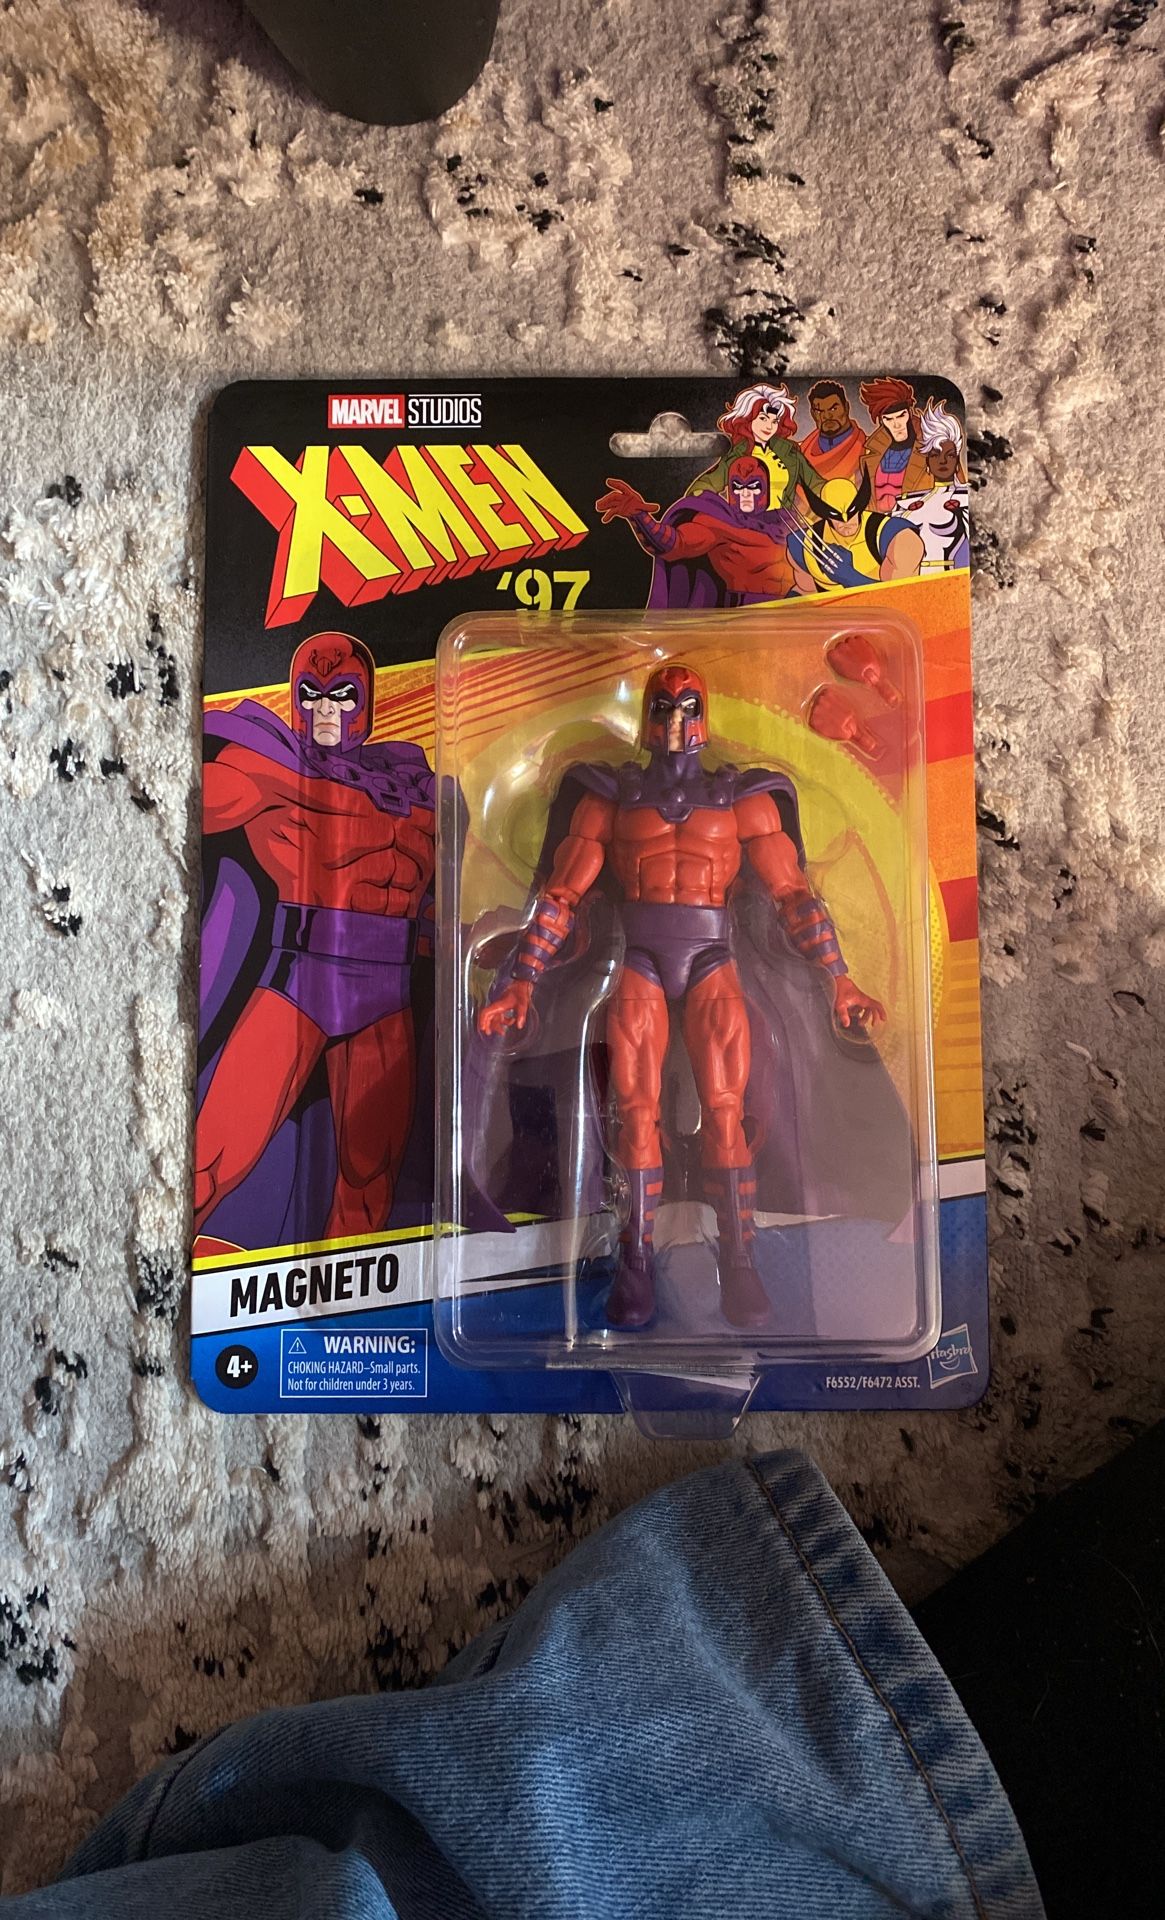 MARVEL STUDIOS
X-MEN
'97
MAGNETO
4+
WARNING:
CHOKING HAZARD–Small parts.
Not for children under 3 years.
F6552/F6472 ASST.
Hasbro